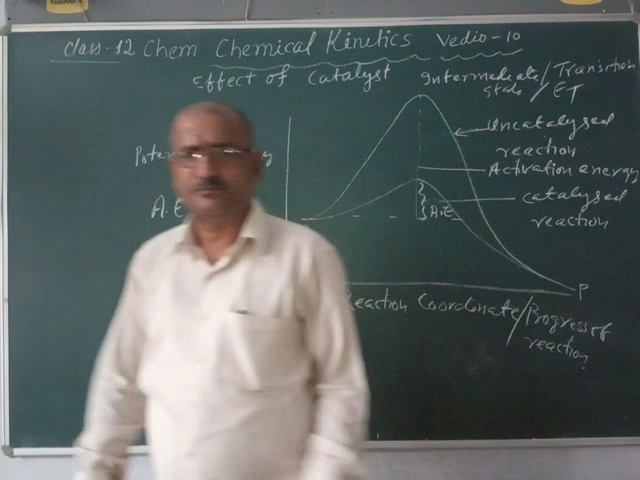 Class-12 Chem Chemical Kinetics Vedio-10
Effect of Catalyst
Intermediate/Transition
state/ET
Uncatalysed
reaction
Activation energy
Catalysed
reaction
A.E
A.E
P
Reaction Coordinate/Progress of
reaction